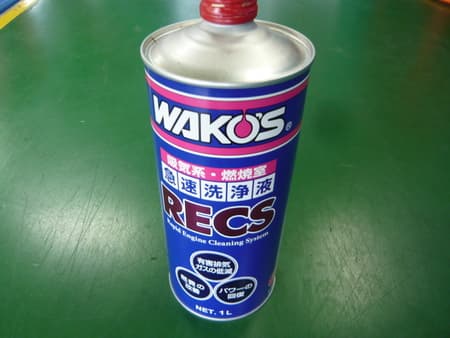 WAKO'S®
吸気系・燃焼室
急速洗浄液
RECS
Rapid Engine Cleaning System
有害排気
ガスの低減
燃費の
改善
パワーの
回復
NET. 1L